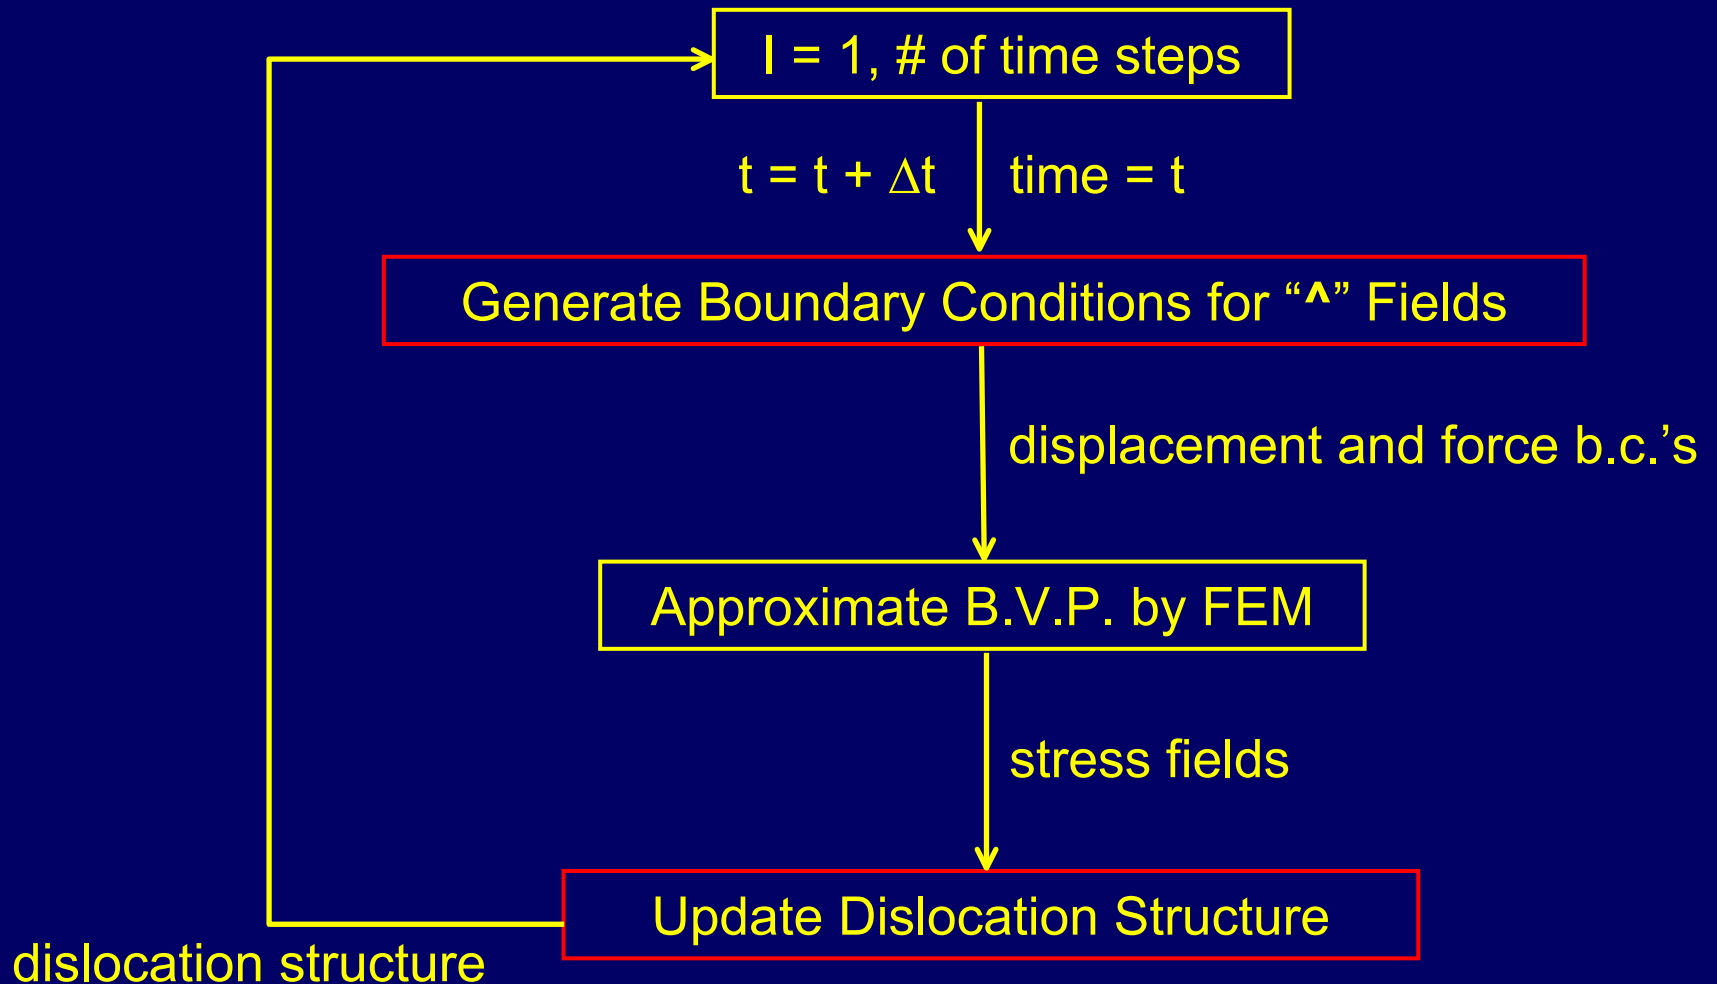 I = 1, # of time steps
t = t + Δt
time = t
Generate Boundary Conditions for “^” Fields
displacement and force b.c.’s
Approximate B.V.P. by FEM
stress fields
Update Dislocation Structure
dislocation structure